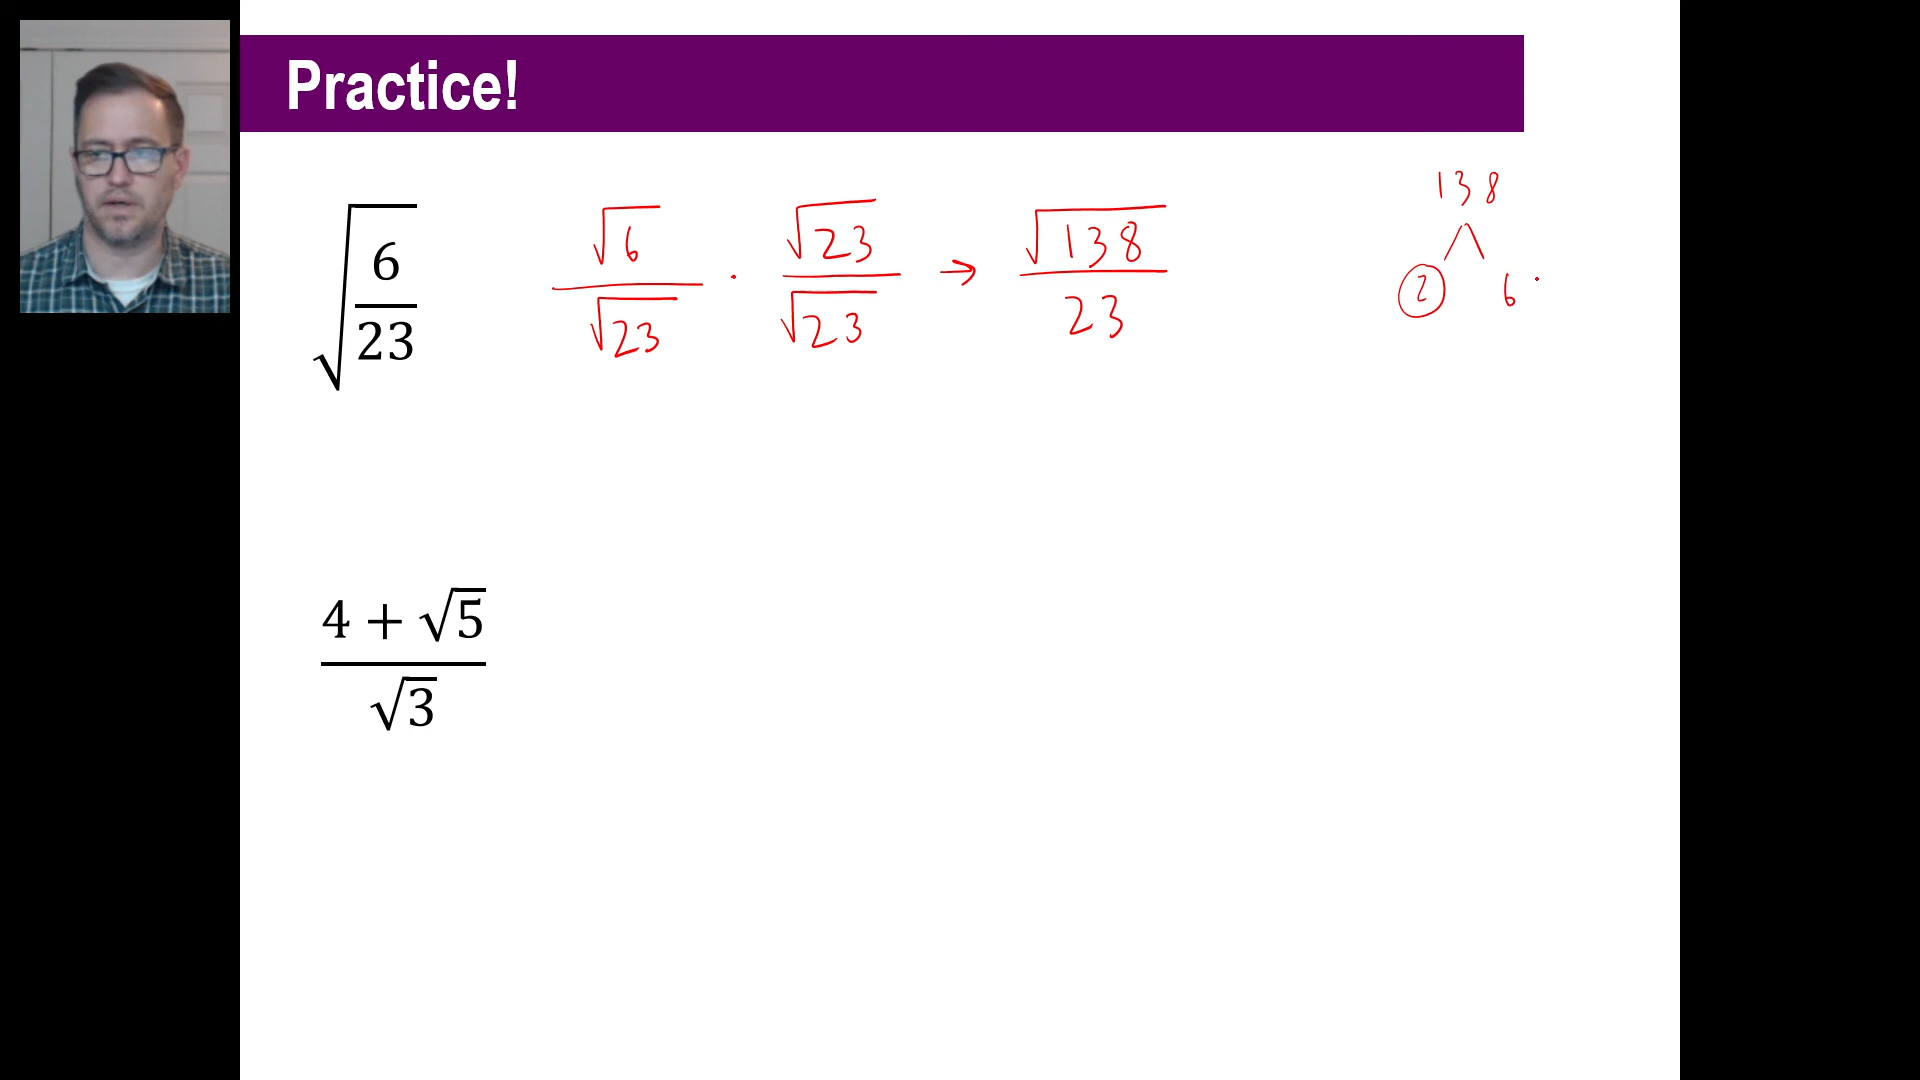 Practice!
√(6/23) √6/√23 · √23/√23 → √138/23
138
2 6 ·
(4 + √5)/√3